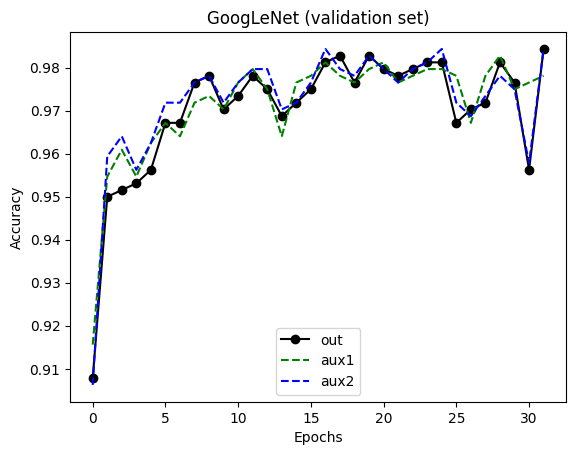 GoogLeNet (validation set)
Accuracy
0.98
0.97
0.96
0.95
0.94
0.93
0.92
0.91
out
aux1
aux2
0 5 10 15 20 25 30
Epochs